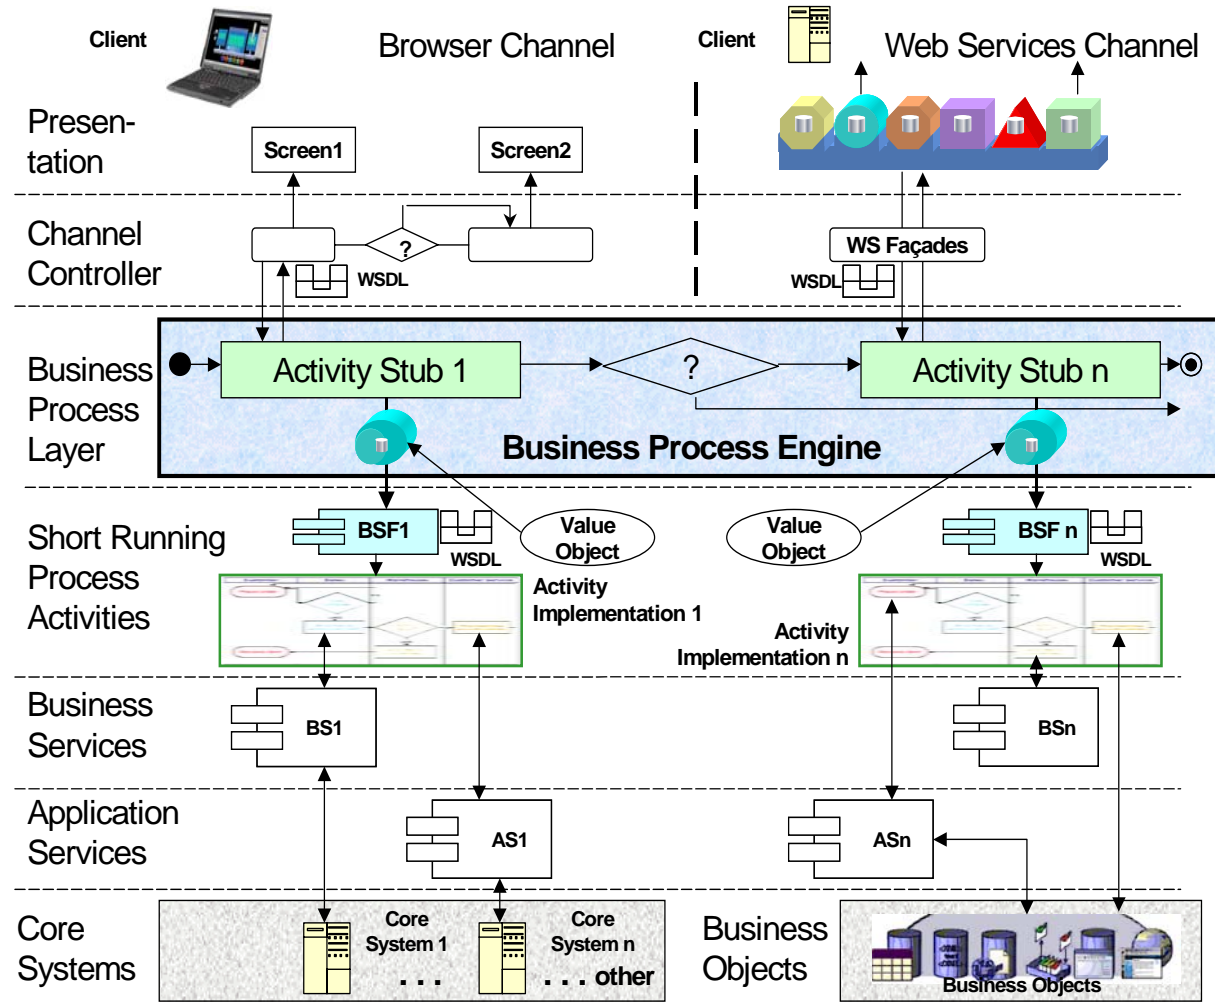 Client
Browser Channel
Client
Web Services Channel
Presen-
tation
Screen1
Screen2
Channel
Controller
?
WS Façades
WSDL
WSDL
Business
Process
Layer
Activity Stub 1
?
Activity Stub n
Business Process Engine
Short Running
Process
Activities
BSF1
WSDL
Value
Object
Value
Object
BSF n
WSDL
Activity
Implementation 1
Activity
Implementation n
Business
Services
BS1
BSn
Application
Services
AS1
ASn
Core
Systems
Core
System 1
. . .
Core
System n
. . . other
Business
Objects
Business Objects